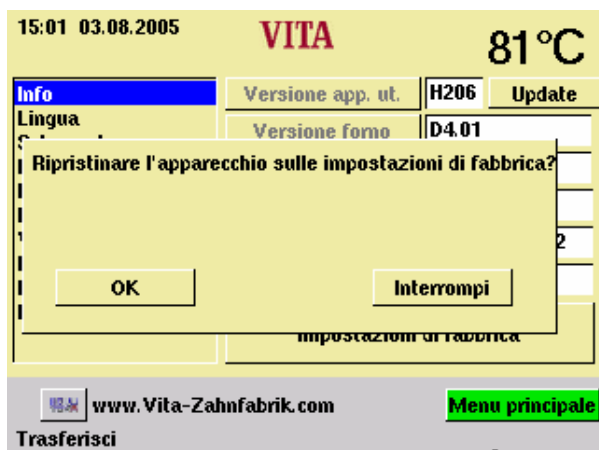 15:01 03.08.2005 VITA 81°C
Info Versione app. ut. H206 Update
Lingua Versione forno D4.01
Ripristinare l'apparecchio sulle impostazioni di fabbrica?
2
OK Interrompi
Impostazioni di fabbrica
www.Vita-Zahnfabrik.com Menu principale
Trasferisci